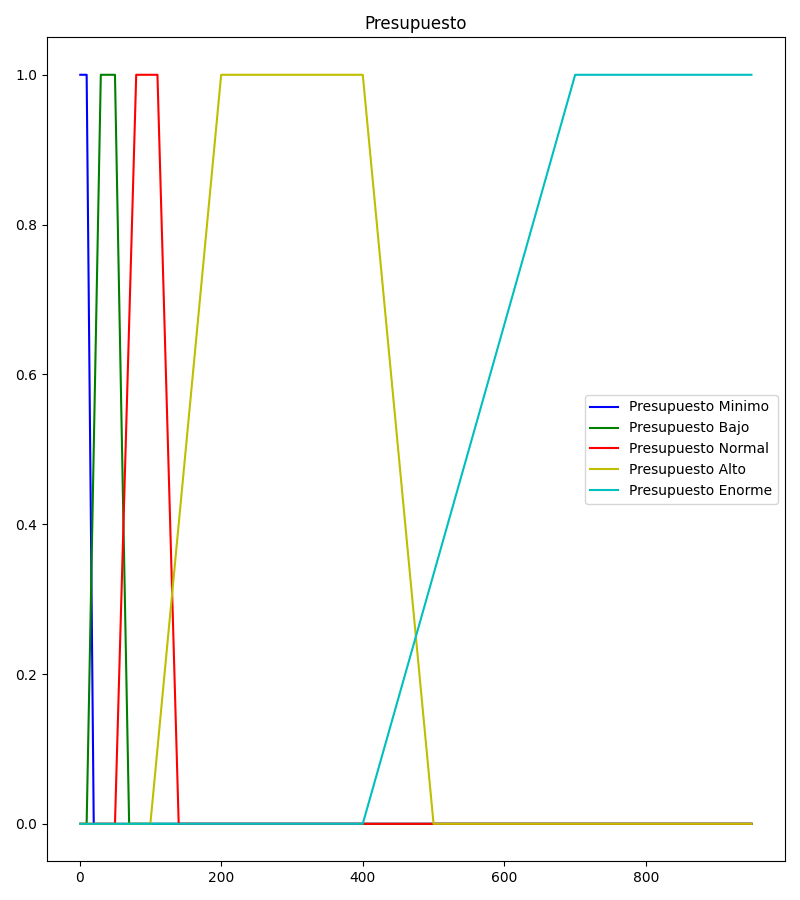 Presupuesto
1.0
0.8
0.6
0.4
0.2
0.0
Presupuesto Minimo
Presupuesto Bajo
Presupuesto Normal
Presupuesto Alto
Presupuesto Enorme
0 200 400 600 800